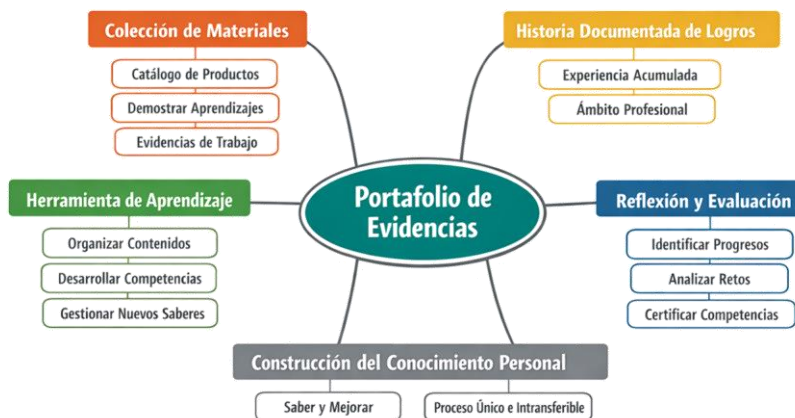 Colección de Materiales
Catálogo de Productos
Demostrar Aprendizajes
Evidencias de Trabajo
Historia Documentada de Logros
Experiencia Acumulada
Ámbito Profesional
Portafolio de
Evidencias
Herramienta de Aprendizaje
Organizar Contenidos
Desarrollar Competencias
Gestionar Nuevos Saberes
Reflexión y Evaluación
Identificar Progresos
Analizar Retos
Certificar Competencias
Construcción del Conocimiento Personal
Saber y Mejorar
Proceso Único e Intransferible